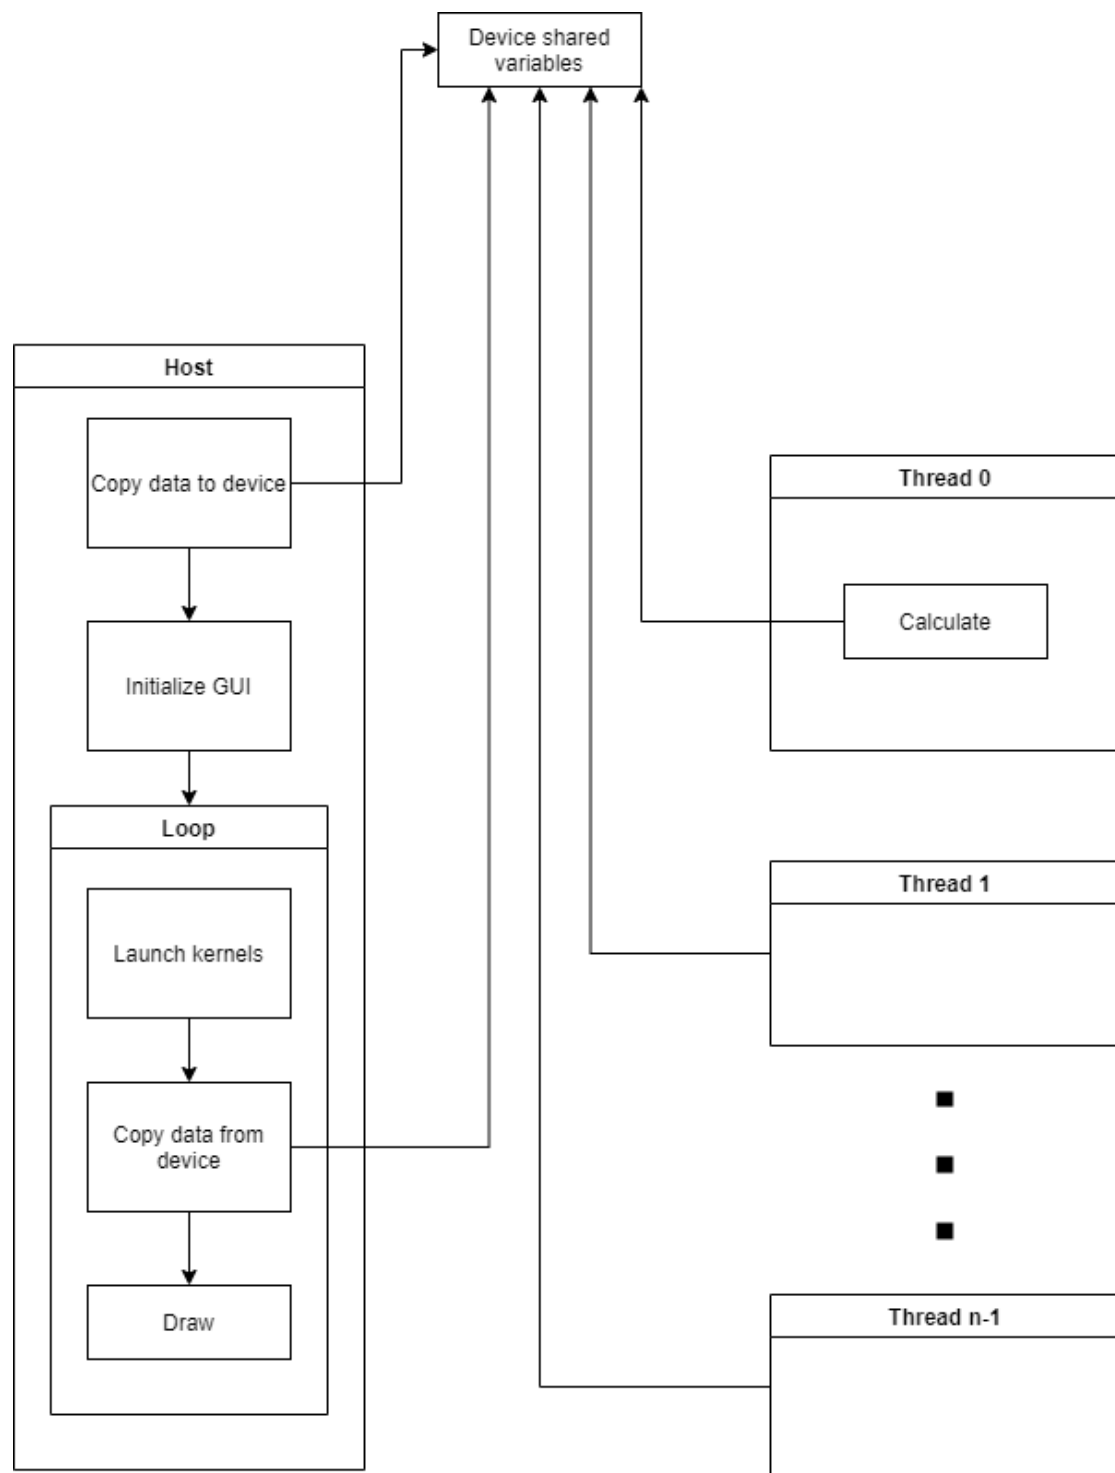 Device shared
variables
Host
Copy data to device
Initialize GUI
Loop
Launch kernels
Copy data from
device
Draw
Thread 0
Calculate
Thread 1
Thread n-1